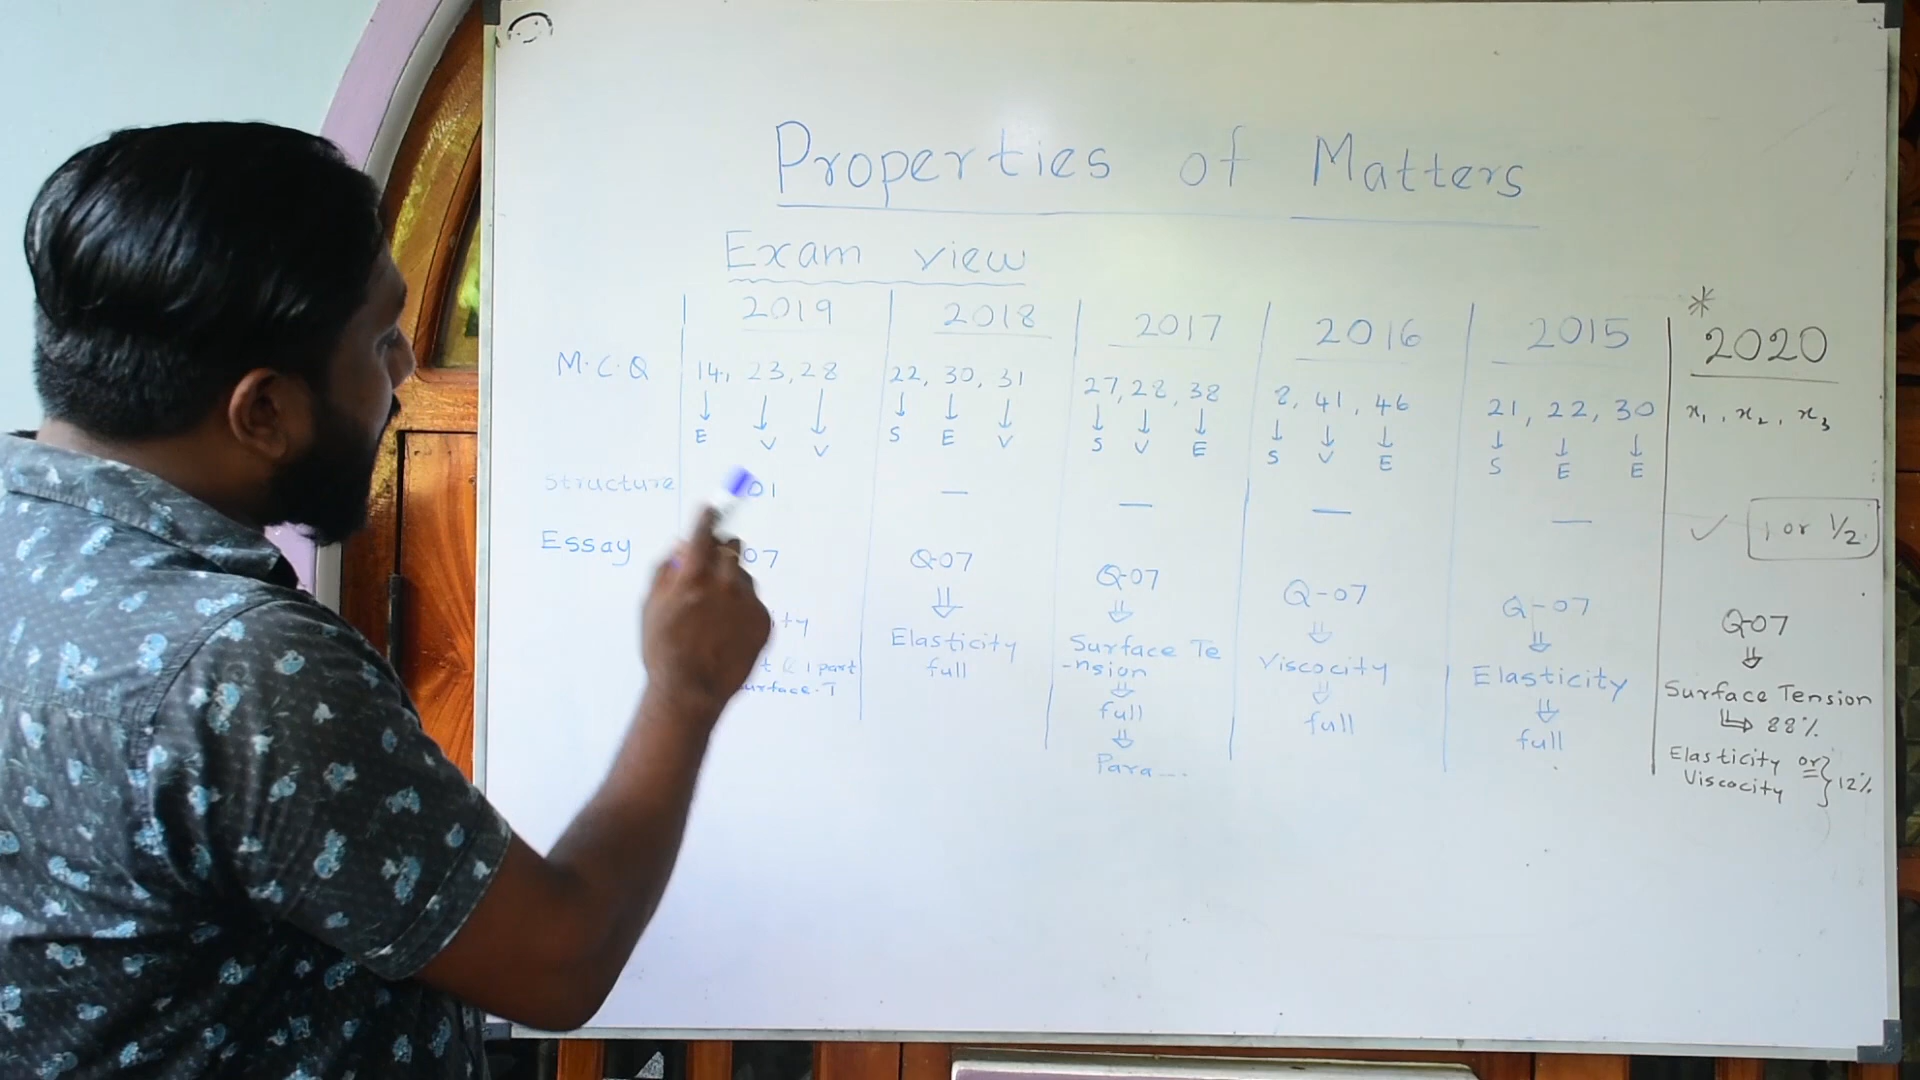 Properties of Matters
Exam view
2019 2018 2017 2016 2015 2020
M.C.Q 14, 23, 28 22, 30, 31 27, 28, 38 8, 41, 46 21, 22, 30 x₁, x₂, x₃
↓ ↓ ↓ ↓ ↓ ↓ ↓ ↓ ↓ ↓ ↓ ↓ ↓ ↓ ↓
E V V S E V S V E S V E S E E
Structure 01 — — — — ✓ 1 or 1/2
Essay 07 Q-07 Q-07 Q-07 Q-07 Q-07
⇓ ⇓ ⇓ ⇓ ⇓
Elasticity Surface Te Viscocity Elasticity Surface Tension
full -nsion ⇓ ⇓ ↳ 88%
1 part ⇓ full full Elasticity or } 12%
full Viscocity
⇓
Para...